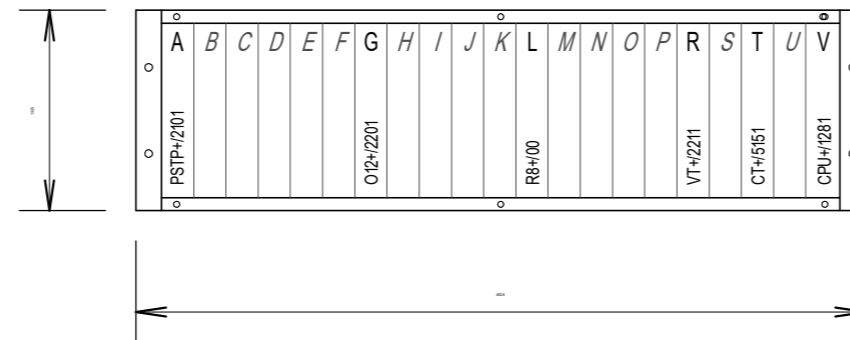 A B C D E F G H I J K L M N O P R S T U V
PSTP+/2101
O12+/2201
R8+/00
VT+/2211
CT+/5151
CPU+/1281